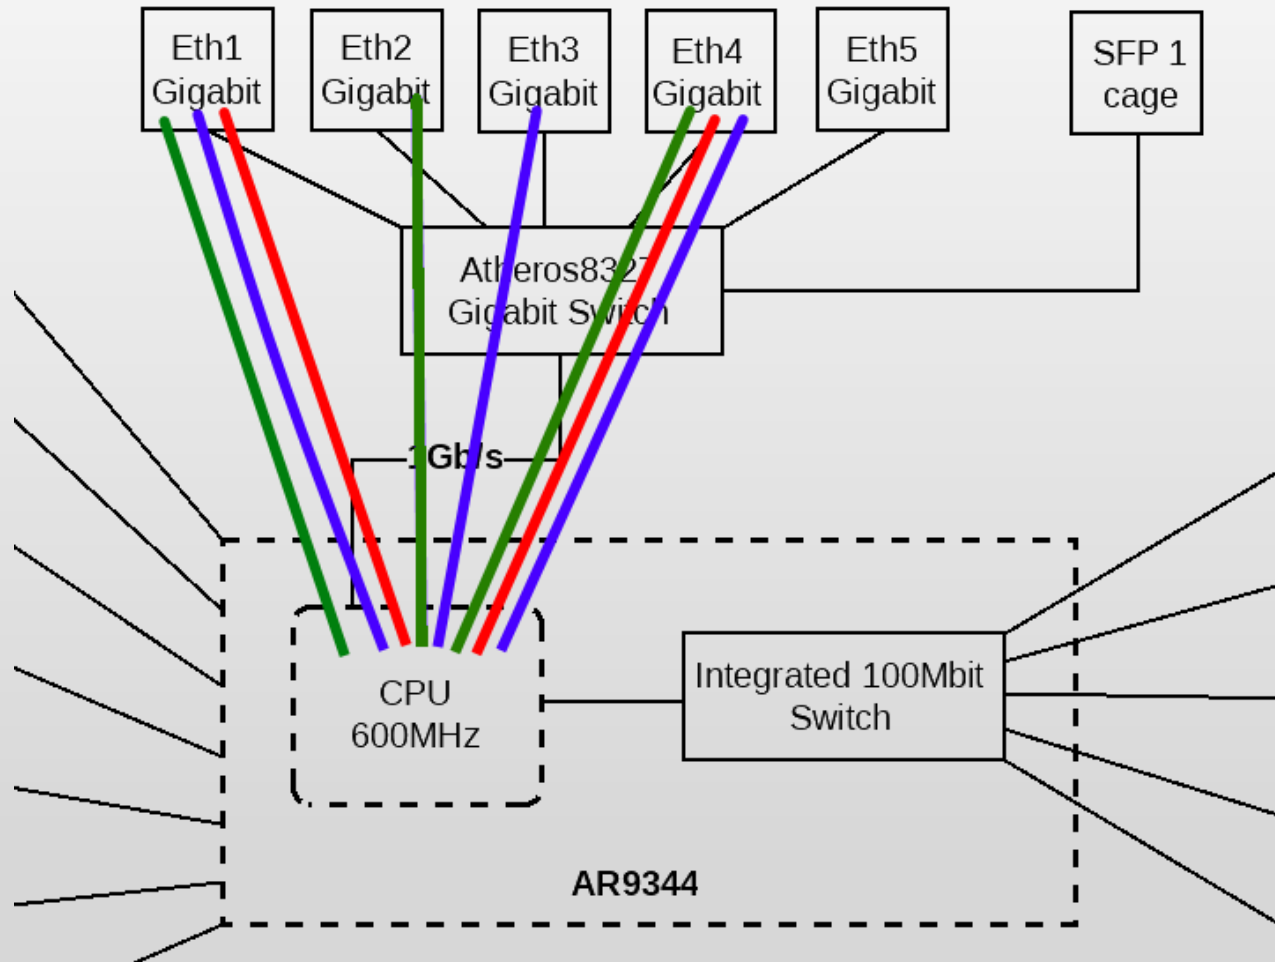 Eth1
Gigabit
Eth2
Gigabit
Eth3
Gigabit
Eth4
Gigabit
Eth5
Gigabit
SFP 1
cage
Atheros8327
Gigabit Switch
1Gb/s
CPU
600MHz
Integrated 100Mbit
Switch
AR9344